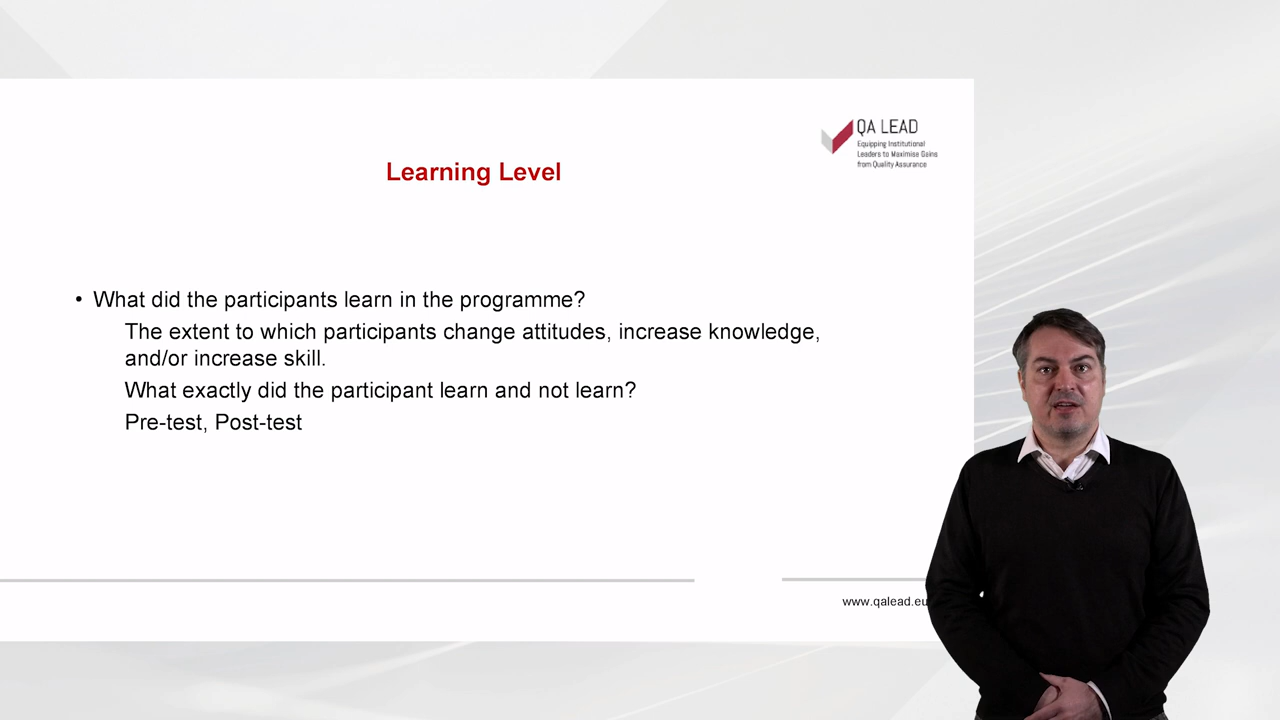 QA LEAD
Equipping Institutional
Leaders to Maximise Gains
from Quality Assurance
Learning Level
• What did the participants learn in the programme?
The extent to which participants change attitudes, increase knowledge,
and/or increase skill.
What exactly did the participant learn and not learn?
Pre-test, Post-test
www.qalead.eu